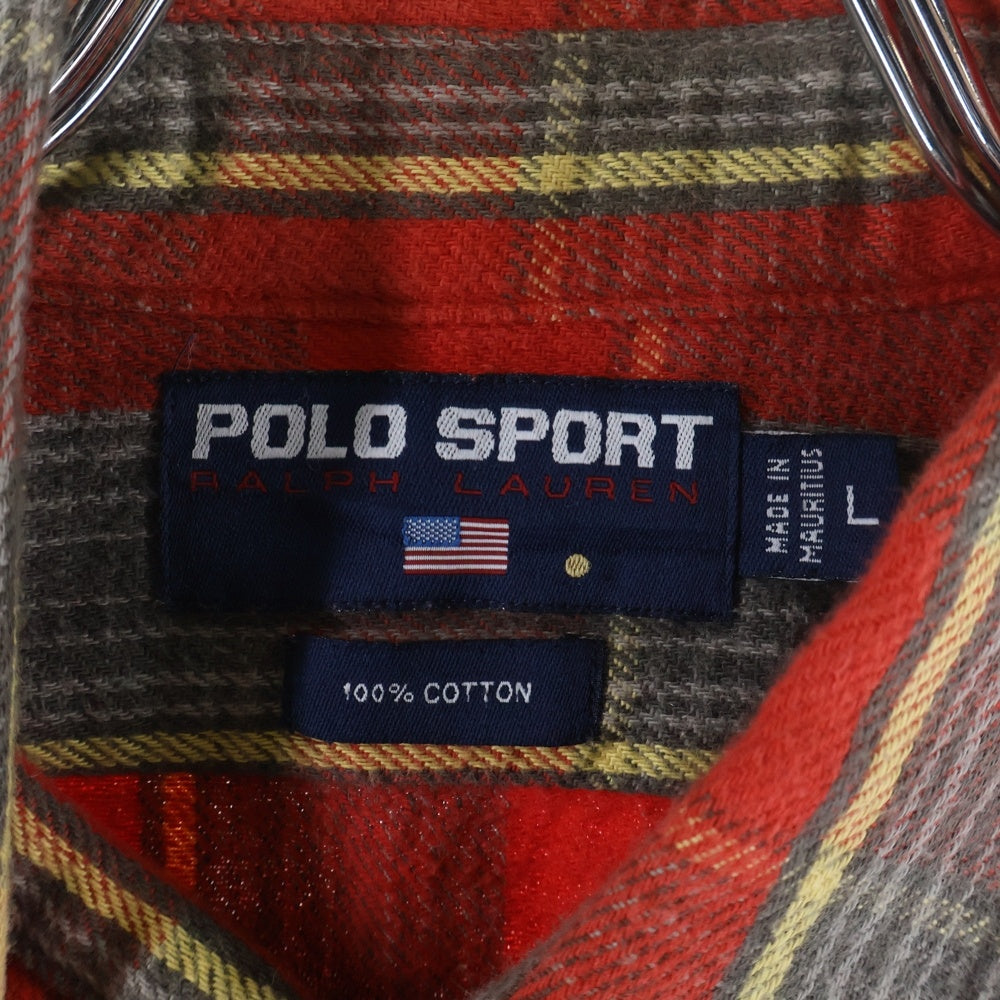 POLO SPORT
RALPH LAUREN
MADE IN
MAURITIUS
L
100% COTTON